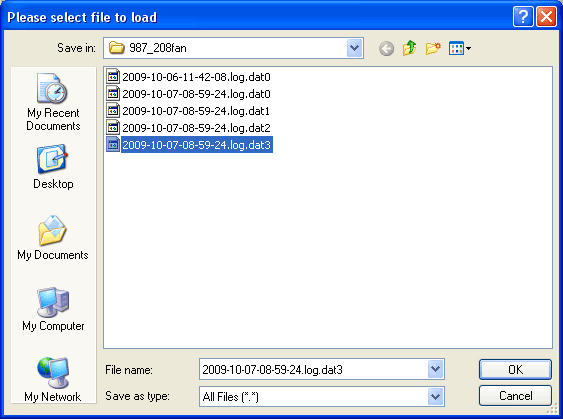 Please select file to load
Save in: 987_208fan
2009-10-06-11-42-08.log.dat0
2009-10-07-08-59-24.log.dat0
2009-10-07-08-59-24.log.dat1
2009-10-07-08-59-24.log.dat2
2009-10-07-08-59-24.log.dat3
My Recent
Documents
Desktop
My Documents
My Computer
My Network
File name: 2009-10-07-08-59-24.log.dat3 OK
Save as type: All Files (*.*) Cancel